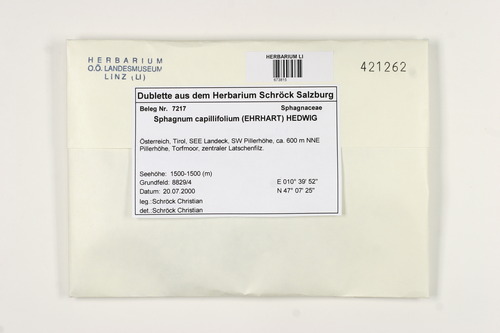 HERBARIUM
O.Ö. LANDESMUSEUM
LINZ (LI)
HERBARIUM LI
421262
Dublette aus dem Herbarium Schröck Salzburg
Beleg Nr. 7217 Sphagnaceae
Sphagnum capillifolium (EHRHART) HEDWIG
Österreich, Tirol, SEE Landeck, SW Pillerhöhe, ca. 600 m NNE
Pillerhöhe, Torfmoor, zentraler Latschenfilz.
Seehöhe: 1500-1500 (m)
Grundfeld: 8829/4 E 010° 39' 52"
Datum: 20.07.2000 N 47° 07' 25"
leg.:Schröck Christian
det.:Schröck Christian